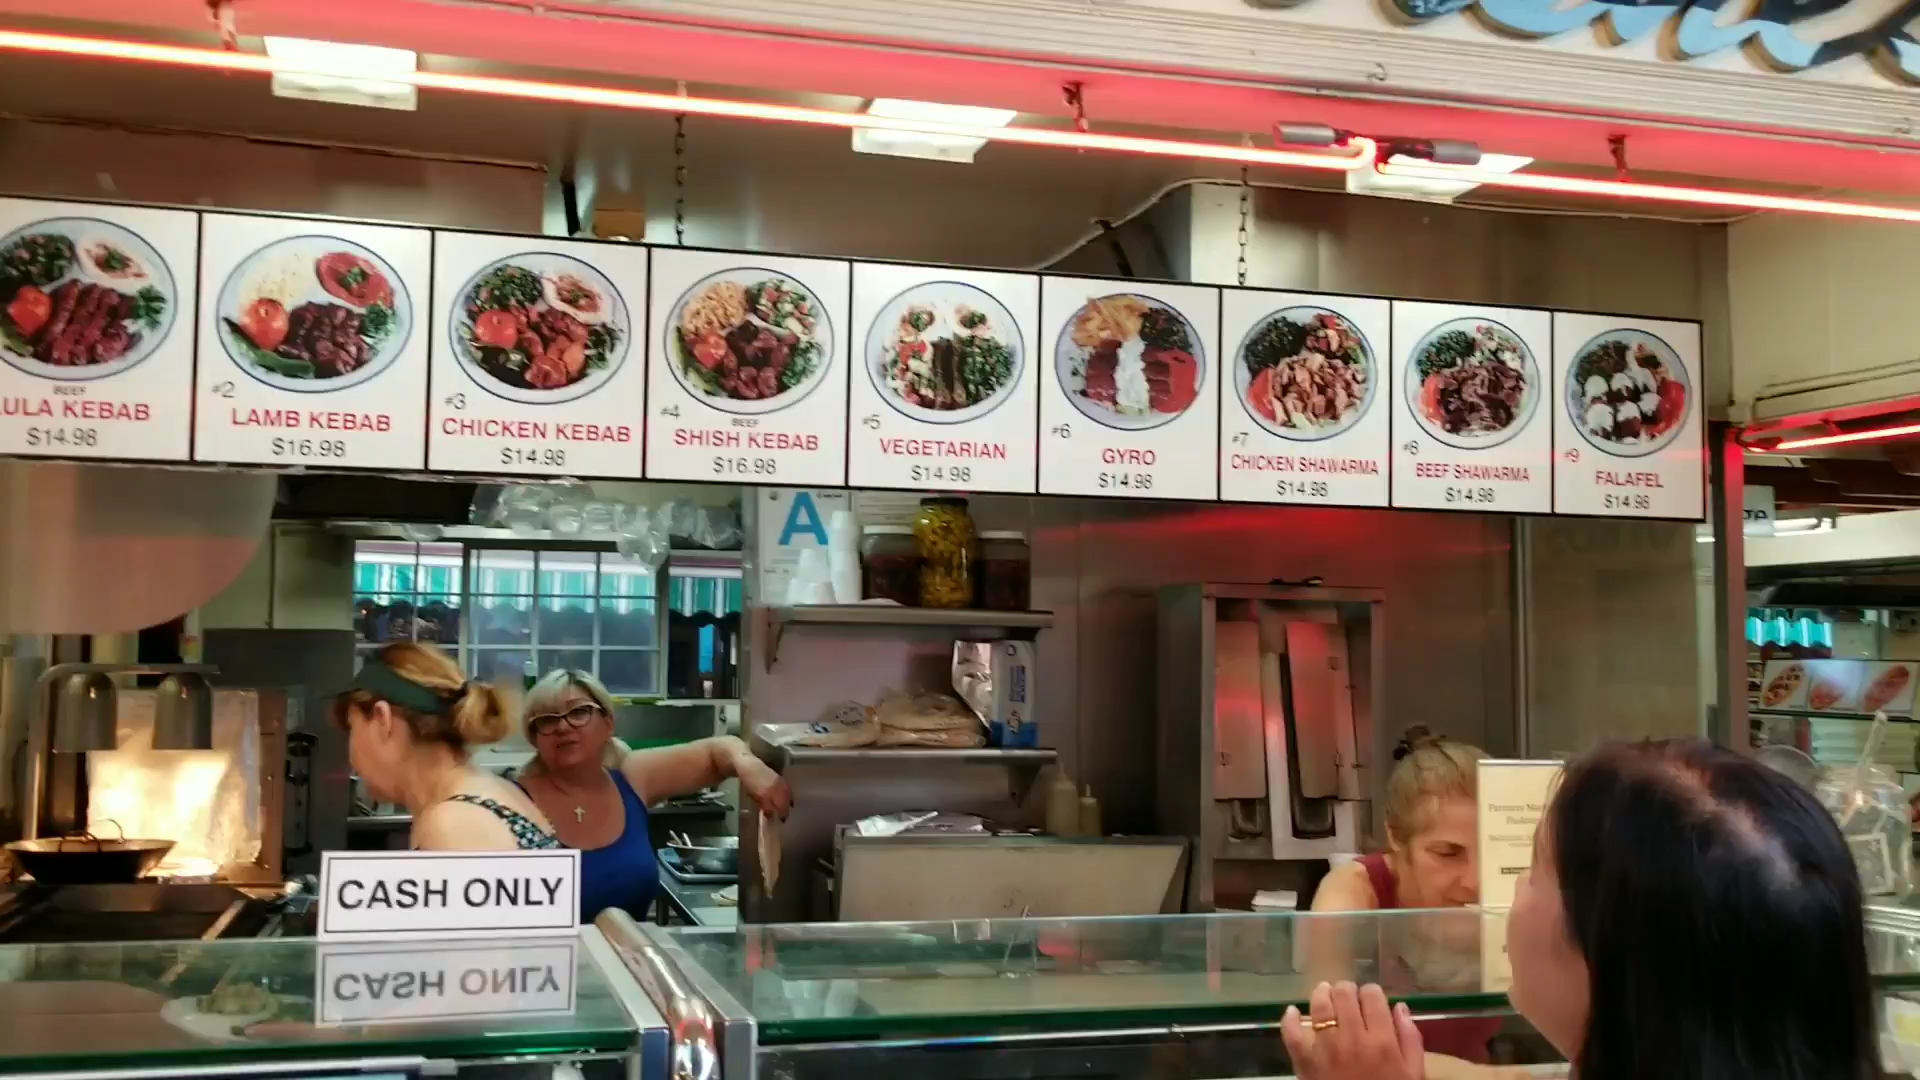 BEEF
ULA KEBAB
$14.98
#2
LAMB KEBAB
$16.98
#3
CHICKEN KEBAB
$14.98
#4
BEEF
SHISH KEBAB
$16.98
#5
VEGETARIAN
$14.98
#6
GYRO
$14.98
#7
CHICKEN SHAWARMA
$14.98
#8
BEEF SHAWARMA
$14.98
#9
FALAFEL
$14.98
A
CASH ONLY
CASH ONLY
Farmers